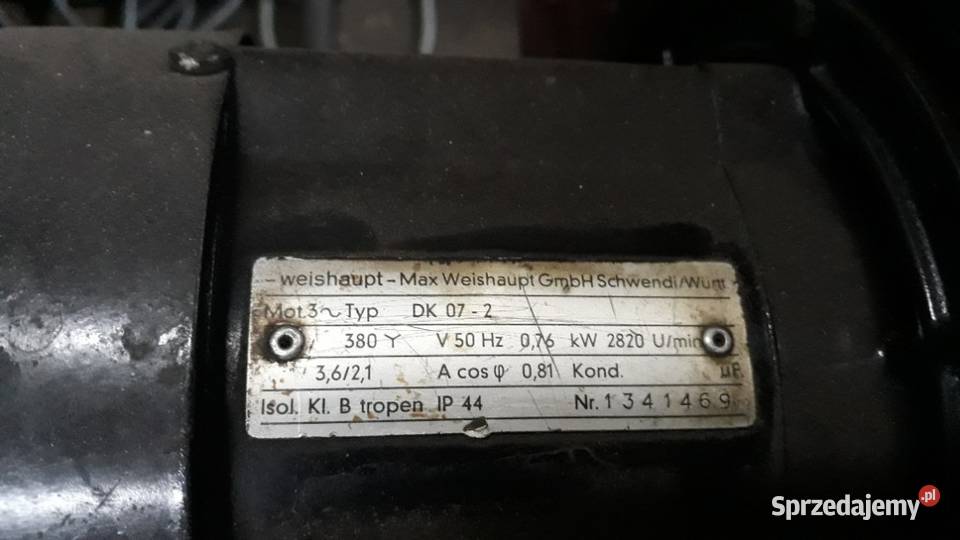 -weishaupt- Max Weishaupt GmbH Schwendi/Württ
Mot.3~ Typ DK 07-2
380 Y V 50 Hz 0,76 kW 2820 U/min
3,6/2,1 A cos φ 0,81 Kond. µF
Isol. Kl. B tropen IP 44 Nr. 1341469
Sprzedajemy.pl